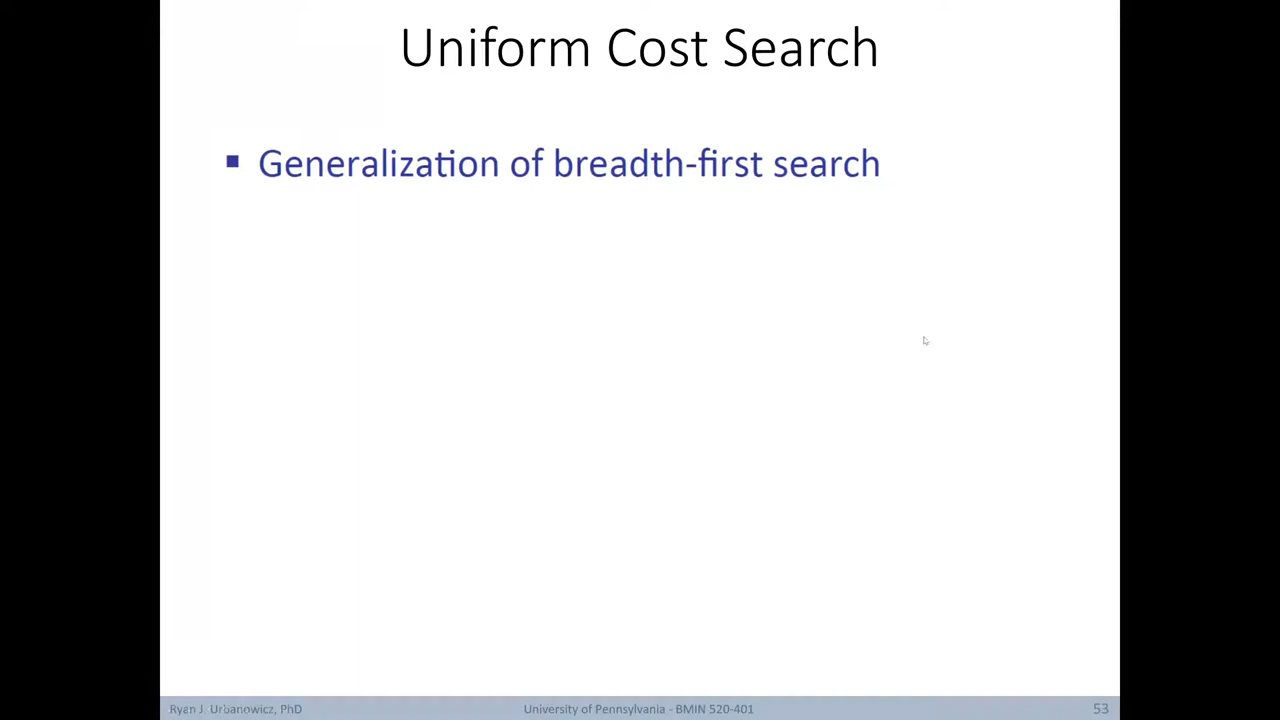 Uniform Cost Search
Generalization of breadth-first search
Ryan J. Urbanowicz, PhD
University of Pennsylvania - BMIN 520-401
53